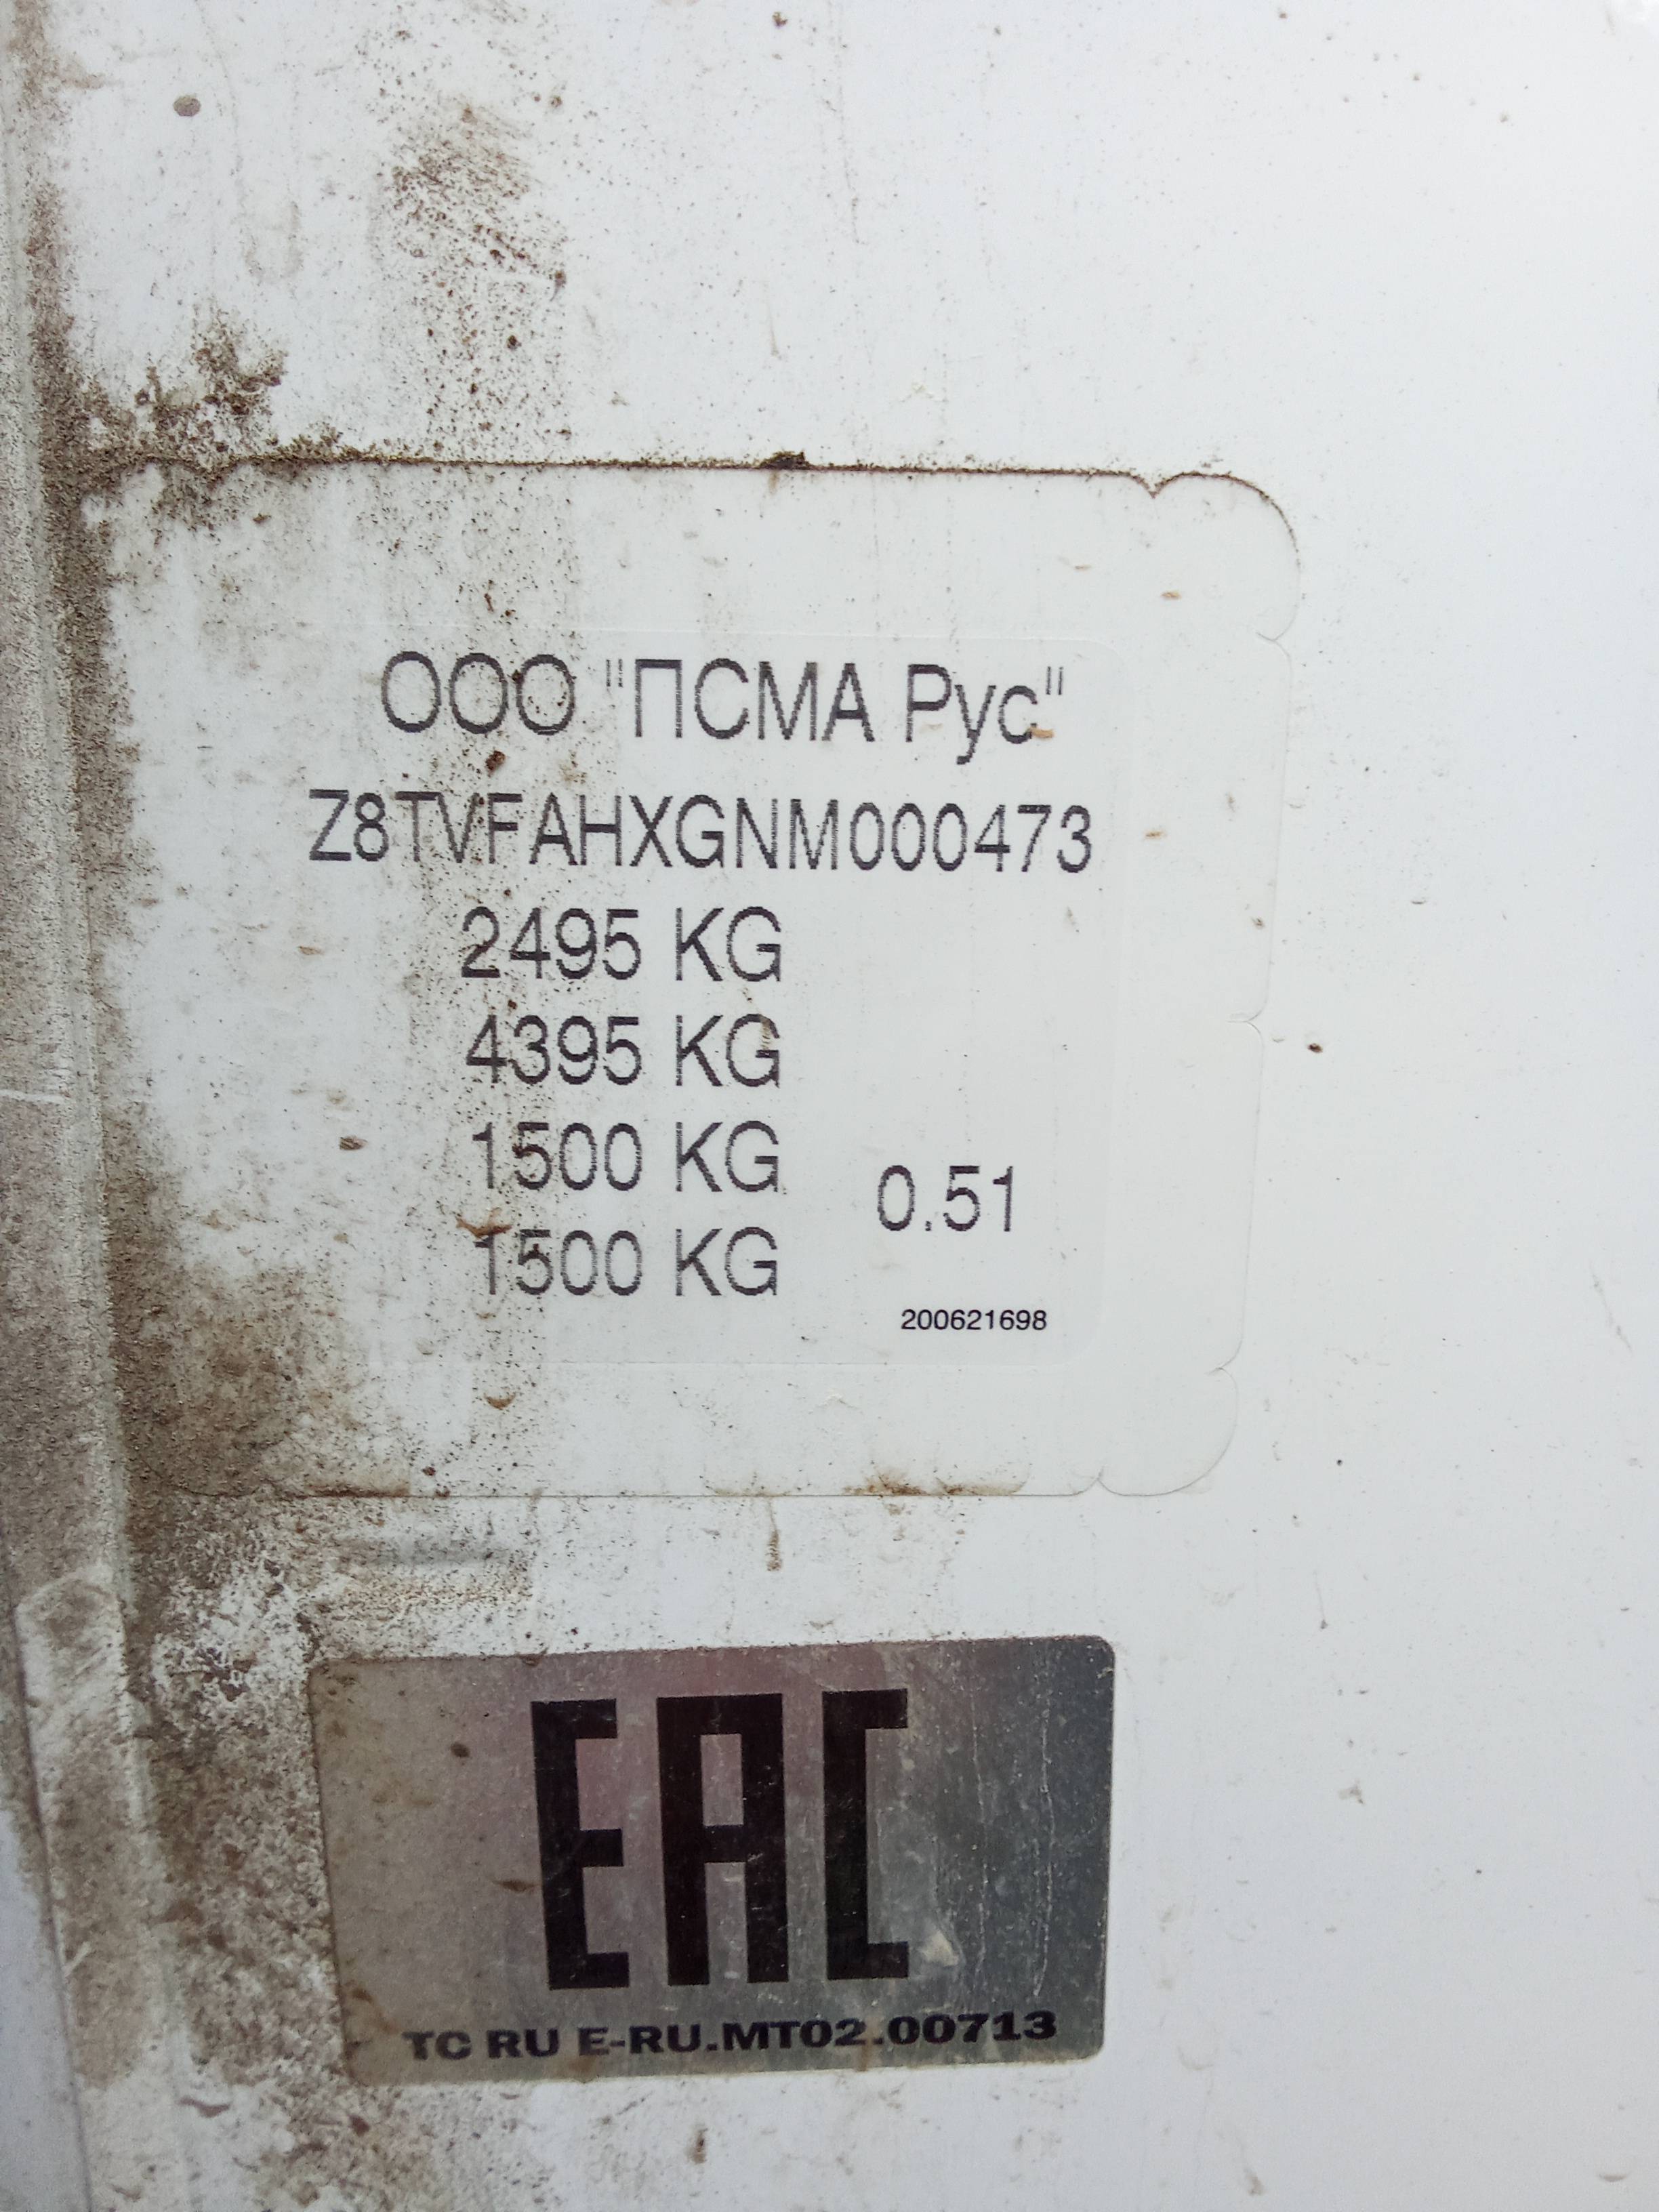 ООО "ПСМА Рус"
Z8TVFAHXGNM000473
2495 KG
4395 KG
1500 KG
0.51
1500 KG
200621698
EAC
TC RU E-RU.MT02.00713